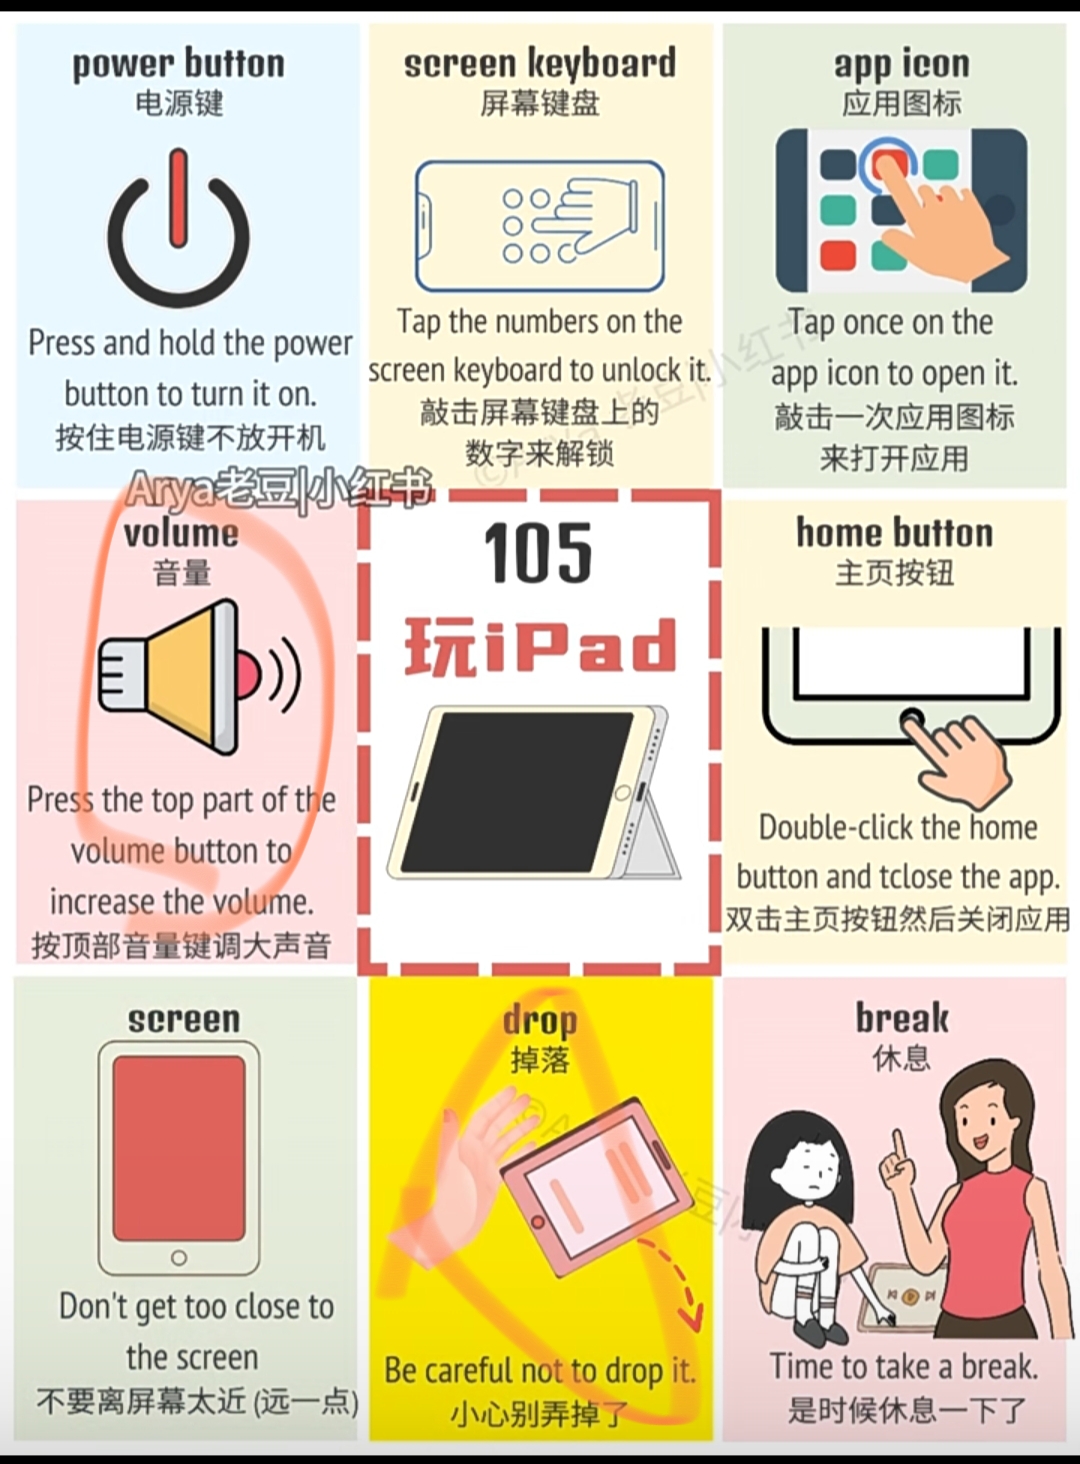 power button
电源键
Press and hold the power
button to turn it on.
按住电源键不放开机
screen keyboard
屏幕键盘
Tap the numbers on the
screen keyboard to unlock it.
敲击屏幕键盘上的
数字来解锁
app icon
应用图标
Tap once on the
app icon to open it.
敲击一次应用图标
来打开应用
Arya老豆|小红书
volume
音量
Press the top part of the
volume button to
increase the volume.
按顶部音量键调大声音
105
玩iPad
home button
主页按钮
Double-click the home
button and tclose the app.
双击主页按钮然后关闭应用
screen
Don't get too close to
the screen
不要离屏幕太近 (远一点)
drop
掉落
Be careful not to drop it.
小心别弄掉了
break
休息
Time to take a break.
是时候休息一下了